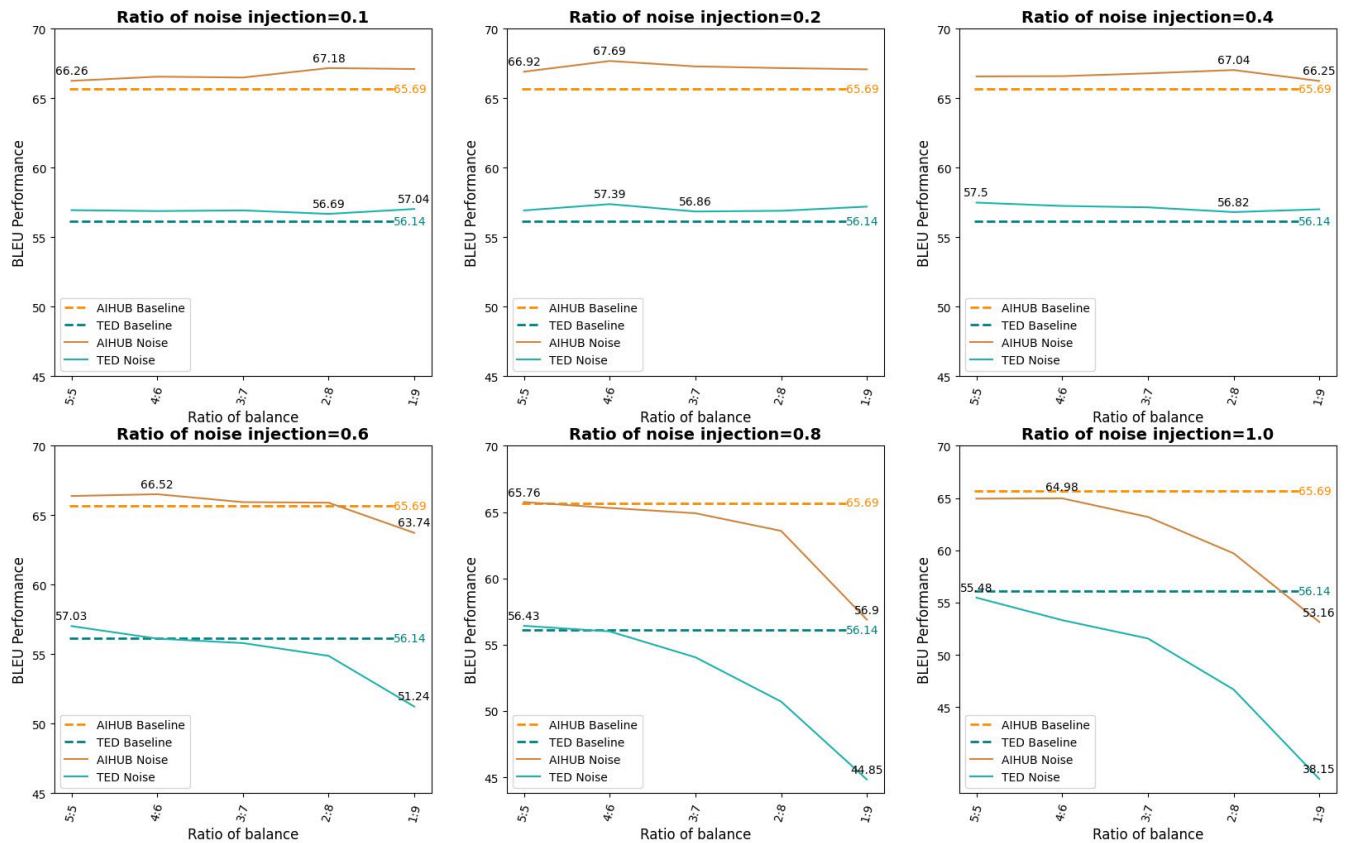 Ratio of noise injection=0.1
70
65
60
55
50
45
BLEU Performance
66.26
67.18
65.69
56.69
57.04
56.14
AIHUB Baseline
TED Baseline
AIHUB Noise
TED Noise
5:5
4:6
3:7
2:8
1:9
Ratio of balance
Ratio of noise injection=0.2
70
65
60
55
50
45
BLEU Performance
66.92
67.69
65.69
57.39
56.86
56.14
AIHUB Baseline
TED Baseline
AIHUB Noise
TED Noise
5:5
4:6
3:7
2:8
1:9
Ratio of balance
Ratio of noise injection=0.4
70
65
60
55
50
45
BLEU Performance
67.04
66.25
65.69
57.5
56.82
56.14
AIHUB Baseline
TED Baseline
AIHUB Noise
TED Noise
5:5
4:6
3:7
2:8
1:9
Ratio of balance
Ratio of noise injection=0.6
70
65
60
55
50
45
BLEU Performance
66.52
65.69
63.74
57.03
56.14
51.24
AIHUB Baseline
TED Baseline
AIHUB Noise
TED Noise
5:5
4:6
3:7
2:8
1:9
Ratio of balance
Ratio of noise injection=0.8
70
65
60
55
50
45
BLEU Performance
65.76
65.69
56.9
56.43
56.14
44.85
AIHUB Baseline
TED Baseline
AIHUB Noise
TED Noise
5:5
4:6
3:7
2:8
1:9
Ratio of balance
Ratio of noise injection=1.0
70
65
60
55
50
45
BLEU Performance
64.98
65.69
55.48
56.14
53.16
38.15
AIHUB Baseline
TED Baseline
AIHUB Noise
TED Noise
5:5
4:6
3:7
2:8
1:9
Ratio of balance